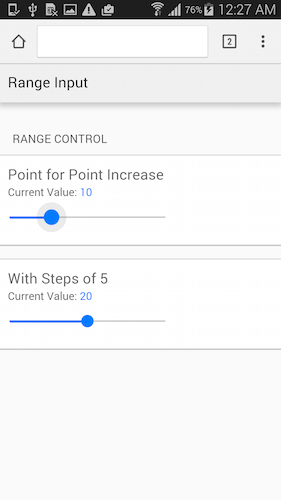 76% 12:27 AM
2
Range Input
RANGE CONTROL
Point for Point Increase
Current Value: 10
With Steps of 5
Current Value: 20